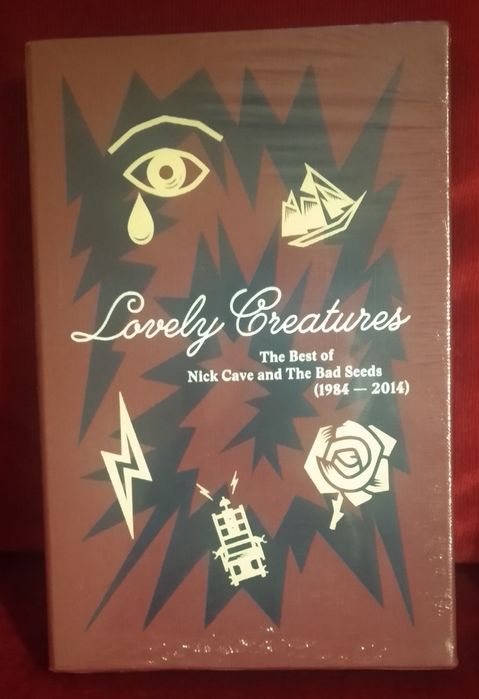 Lovely Creatures
The Best of
Nick Cave and The Bad Seeds
(1984 — 2014)